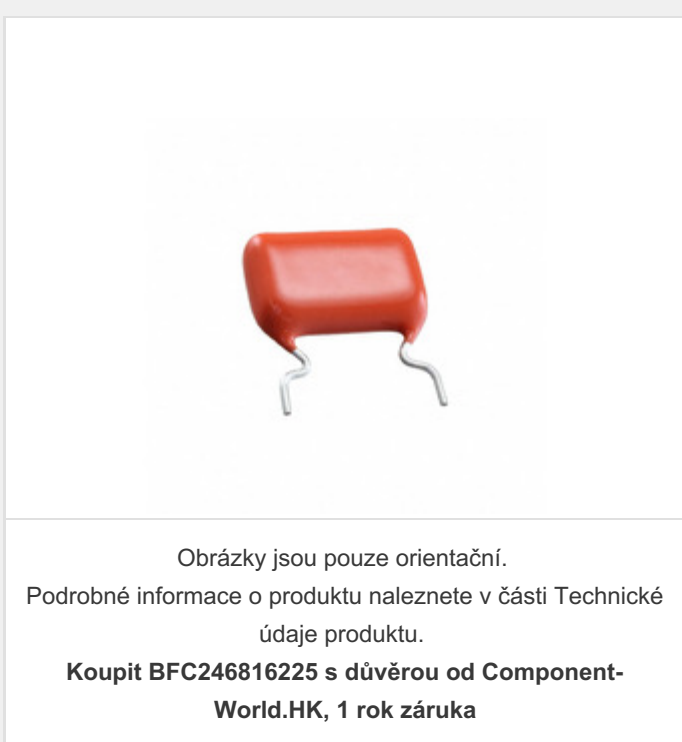 Obrázky jsou pouze orientační.
Podrobné informace o produktu naleznete v části Technické
údaje produktu.
Koupit BFC246816225 s důvěrou od Component-
World.HK, 1 rok záruka